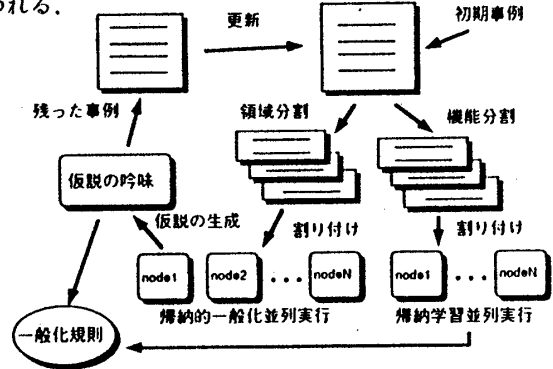 われる．
更新
初期事例
残った事例
領域分割
機能分割
仮説の吟味
仮説の生成
割り付け
割り付け
node1
node2
...
nodeN
node1
...
nodeN
帰納的一般化並列実行
帰納学習並列実行
一般化規則